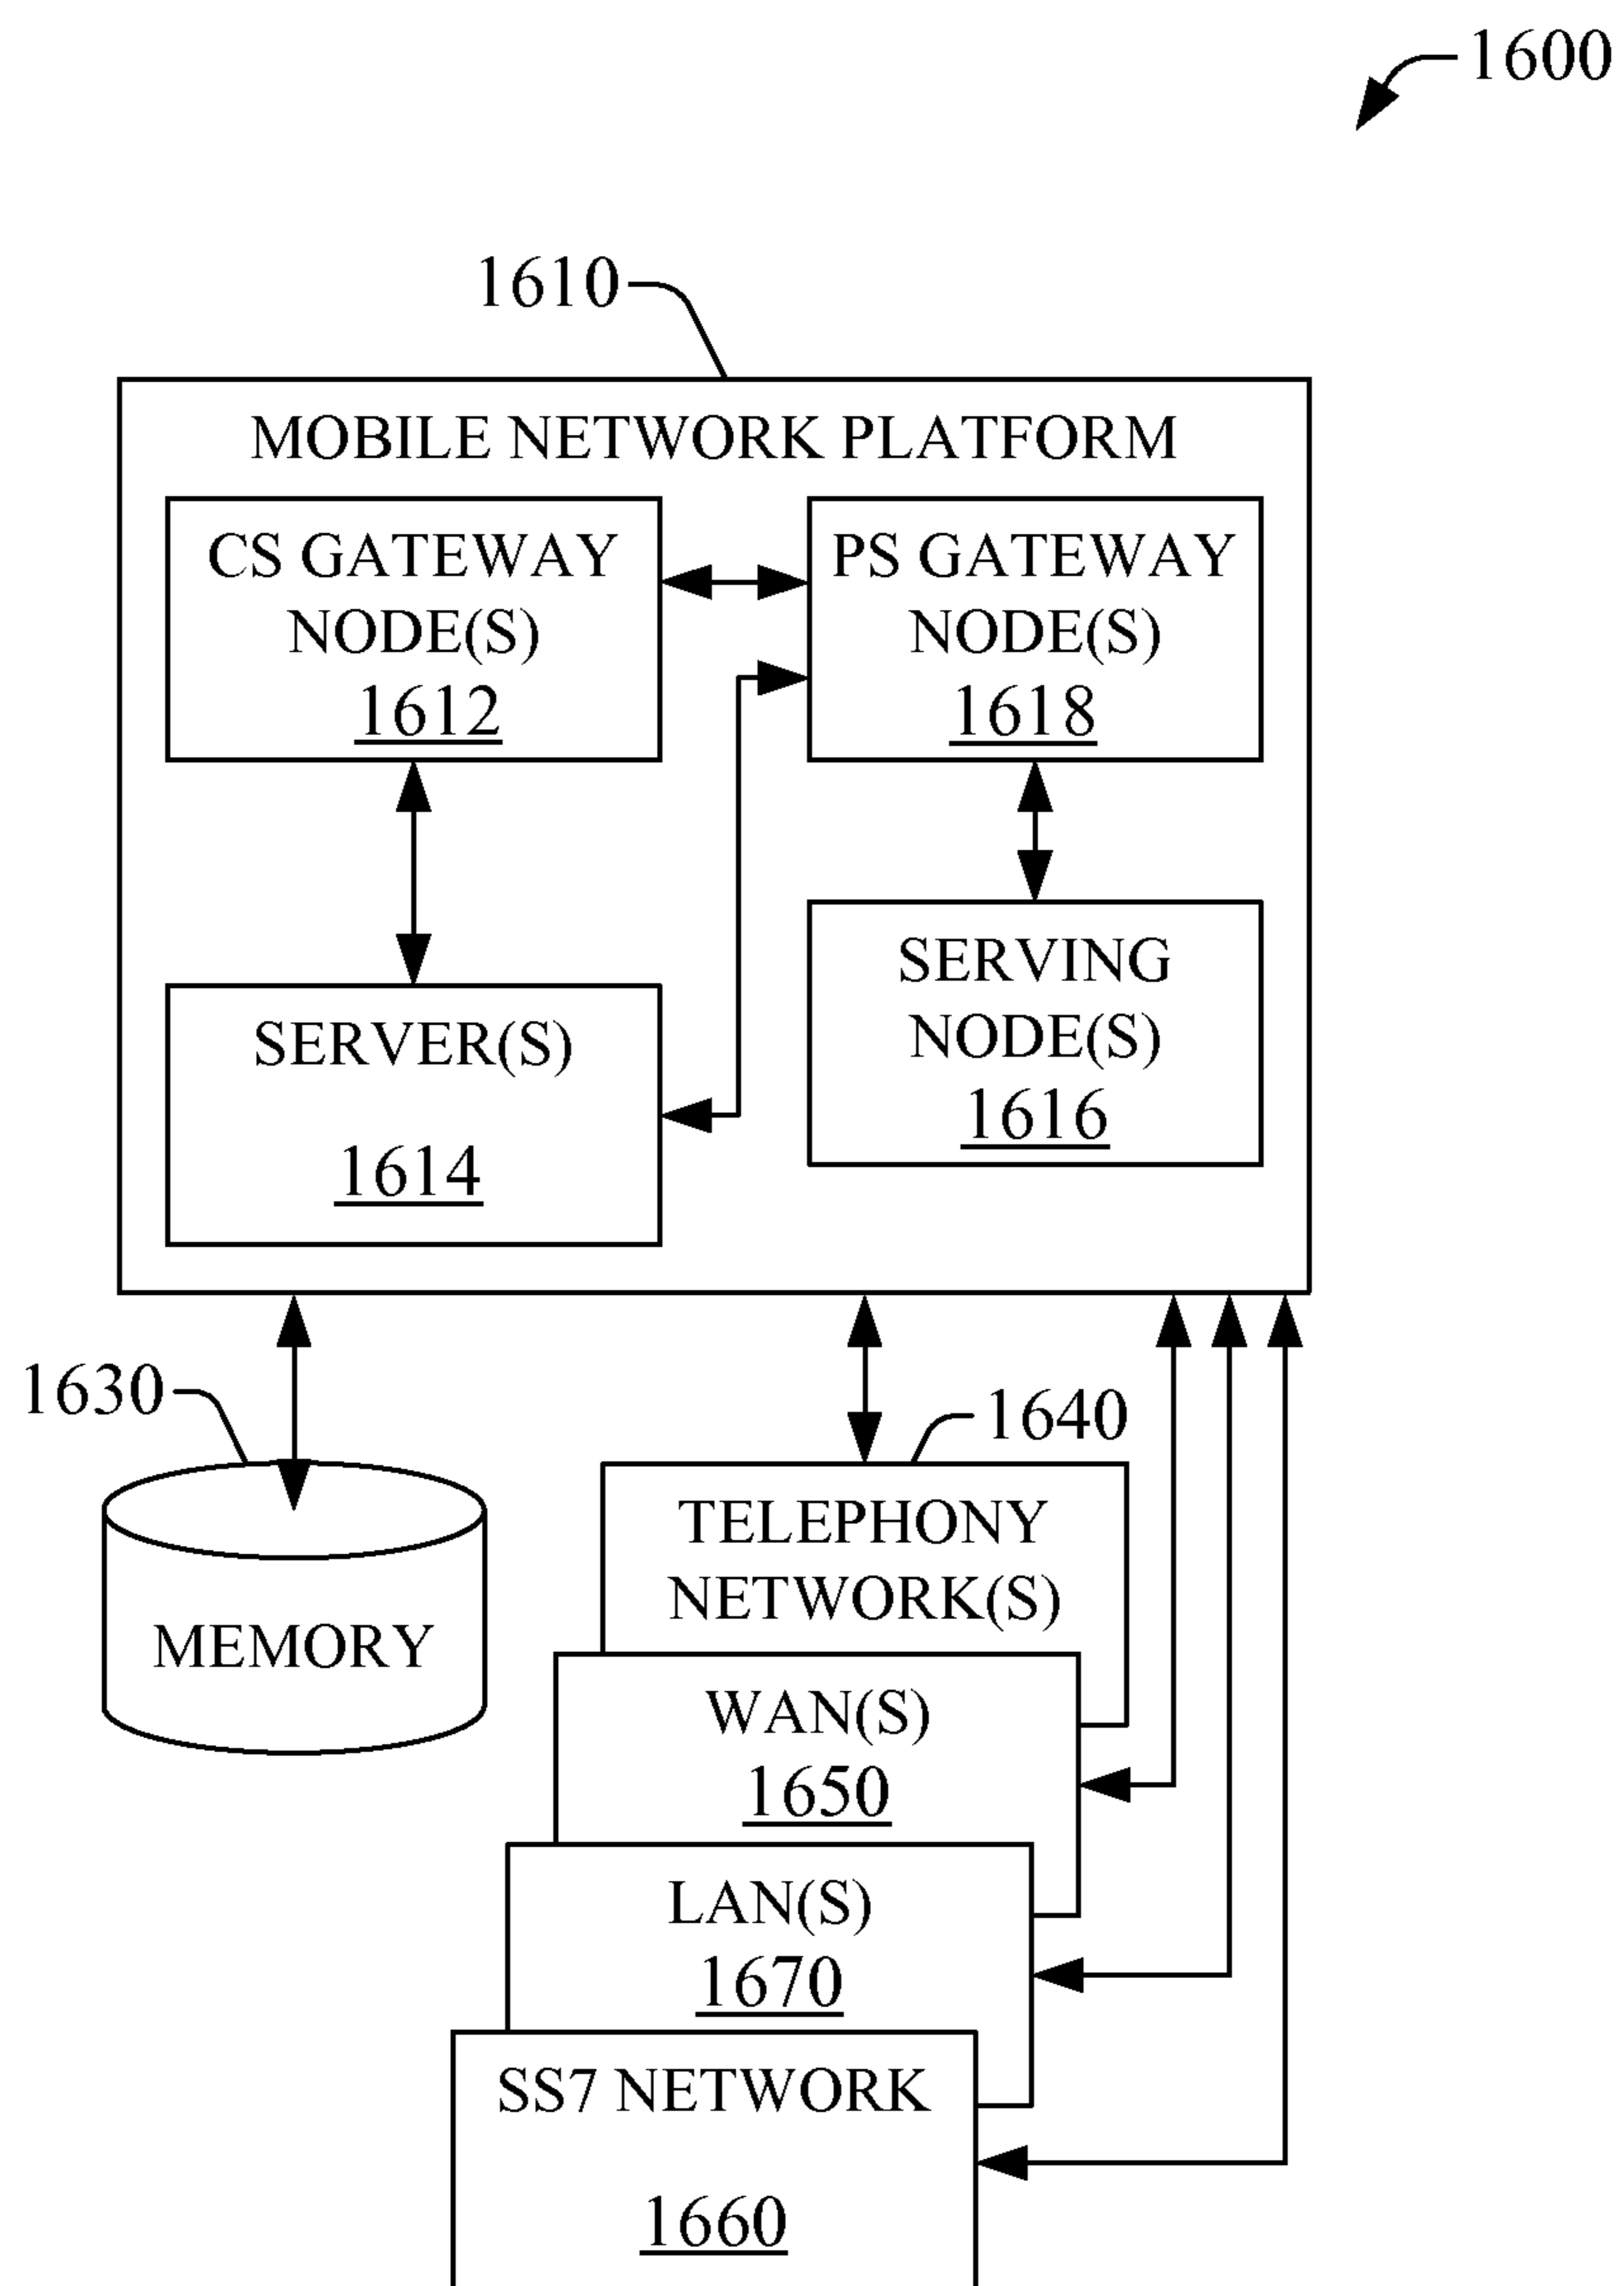 1600
1610
MOBILE NETWORK PLATFORM
CS GATEWAY
NODE(S)
1612
PS GATEWAY
NODE(S)
1618
SERVER(S)
1614
SERVING
NODE(S)
1616
1630
MEMORY
1640
TELEPHONY
NETWORK(S)
WAN(S)
1650
LAN(S)
1670
SS7 NETWORK
1660